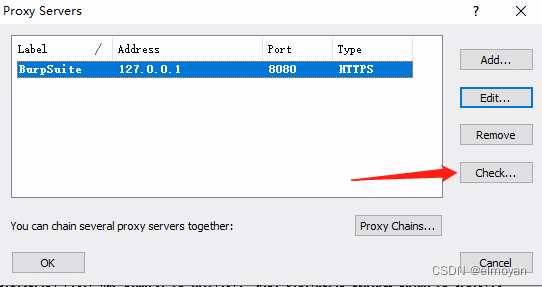 Proxy Servers
Label / Address Port Type
BurpSuite 127.0.0.1 8080 HTTPS
Add...
Edit...
Remove
Check...
You can chain several proxy servers together:
Proxy Chains...
OK
Cancel
CSDN @elmoyan